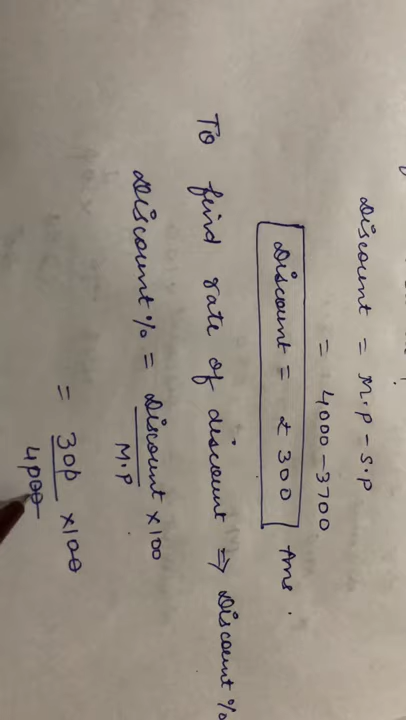 Discount = M.P - S.P
= 4000 - 3700
Discount = ₹ 300 Ans.
To find rate of discount ⇒ Discount %
Discount % = Discount × 100
M.P
= 300 × 100
4000